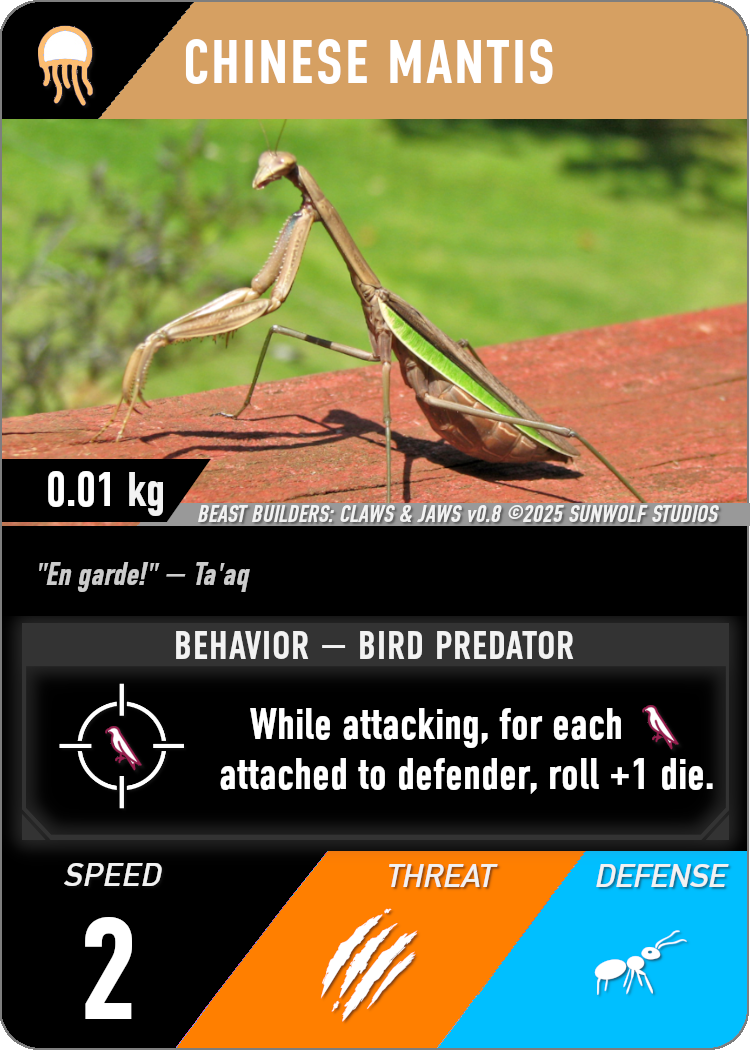 CHINESE MANTIS
0.01 kg
BEAST BUILDERS: CLAWS & JAWS v0.8 ©2025 SUNWOLF STUDIOS
"En garde!" — Ta'aq
BEHAVIOR — BIRD PREDATOR
While attacking, for each
attached to defender, roll +1 die.
SPEED THREAT DEFENSE
2